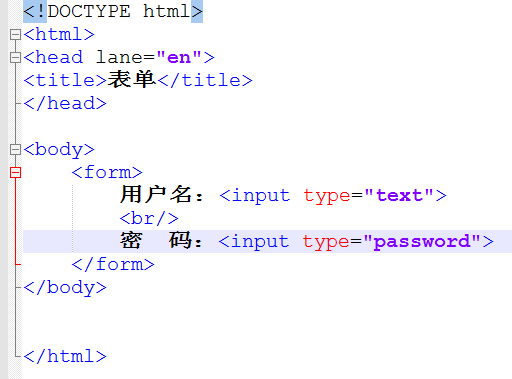 <!DOCTYPE html>
<html>
<head lane="en">
<title>表单</title>
</head>
<body>
<form>
用户名：<input type="text">
<br/>
密  码：<input type="password">
</form>
</body>
</html>